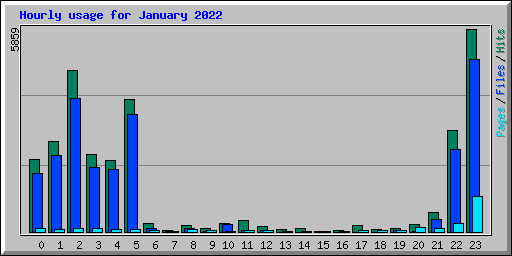 Hourly usage for January 2022
5859
Pages/Files/Hits
0 1 2 3 4 5 6 7 8 9 10 11 12 13 14 15 16 17 18 19 20 21 22 23